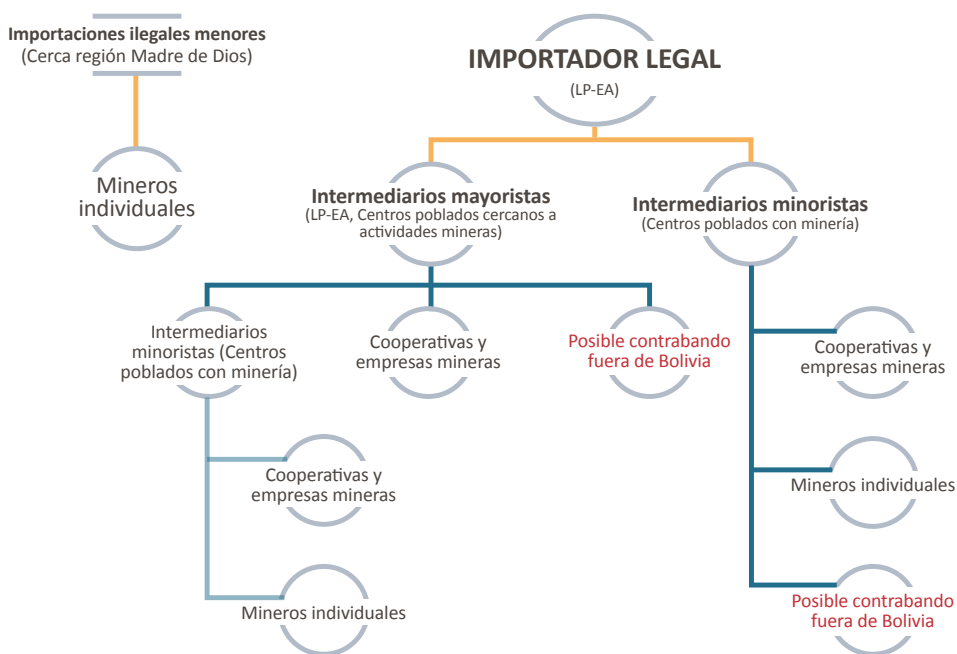 Importaciones ilegales menores
(Cerca región Madre de Dios)
Mineros
individuales
IMPORTADOR LEGAL
(LP-EA)
Intermediarios mayoristas
(LP-EA, Centros poblados cercanos a
actividades mineras)
Intermediarios minoristas
(Centros poblados con minería)
Intermediarios
minoristas (Centros
poblados con minería)
Cooperativas y
empresas mineras
Posible contrabando
fuera de Bolivia
Cooperativas y
empresas mineras
Mineros individuales
Cooperativas y
empresas mineras
Mineros individuales
Posible contrabando
fuera de Bolivia